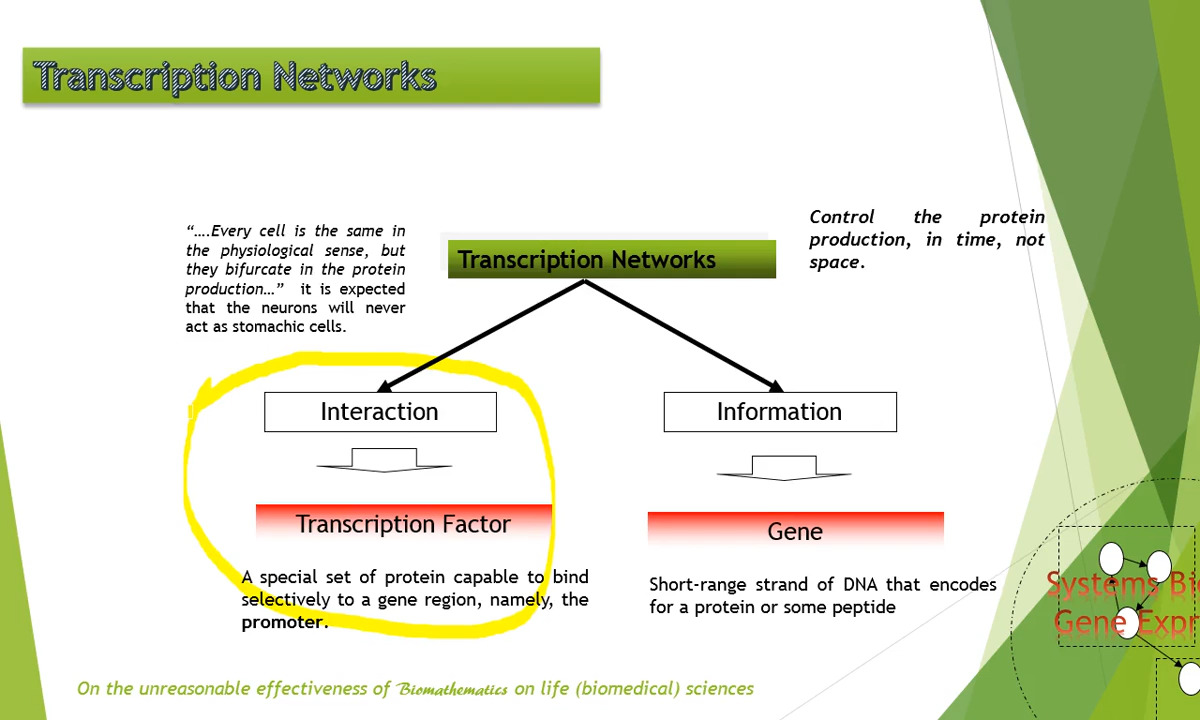 Transcription Networks
“….Every cell is the same in
the physiological sense, but
they bifurcate in the protein
production…” it is expected
that the neurons will never
act as stomachic cells.
Transcription Networks
Control the protein
production, in time, not
space.
Interaction
Information
Transcription Factor
Gene
A special set of protein capable to bind
selectively to a gene region, namely, the
promoter.
Short-range strand of DNA that encodes
for a protein or some peptide
Systems
Gene
On the unreasonable effectiveness of Biomathematics on life (biomedical) sciences